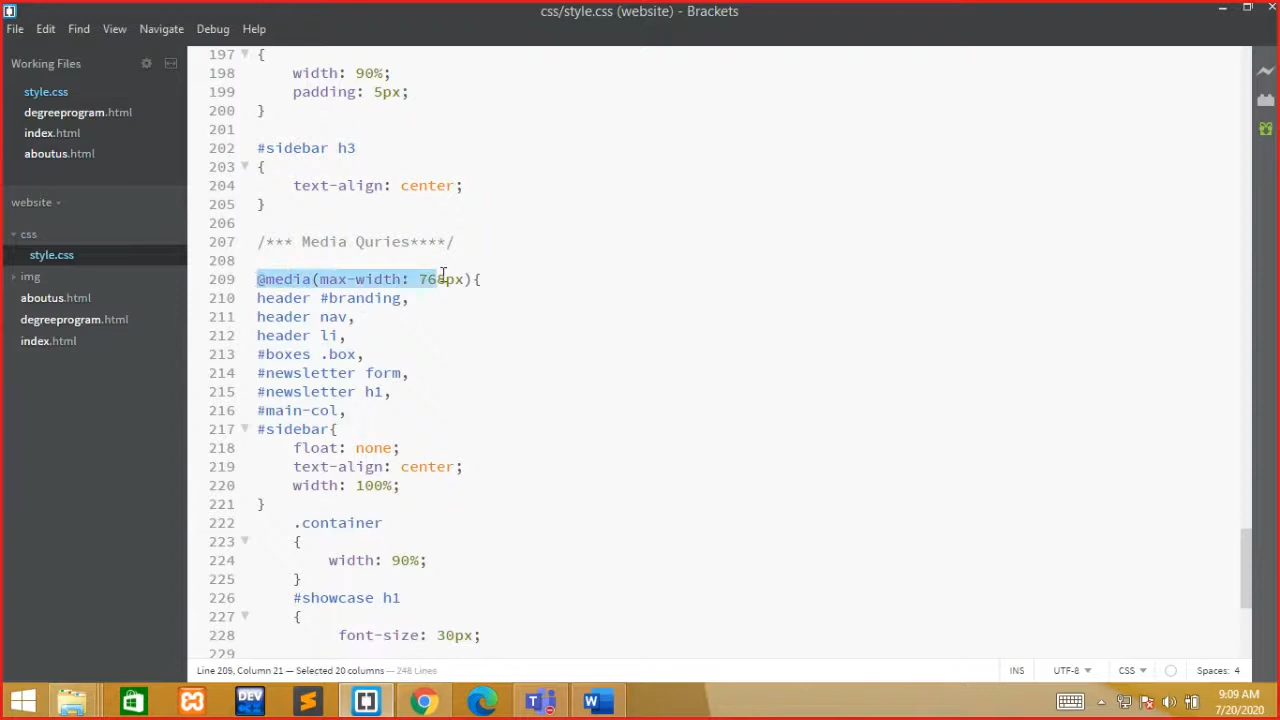 css/style.css (website) - Brackets
File Edit Find View Navigate Debug Help
Working Files
style.css
degreeprogram.html
index.html
aboutus.html
website
css
style.css
img
aboutus.html
degreeprogram.html
index.html
197 {
198 width: 90%;
199 padding: 5px;
200 }
201
202 #sidebar h3
203 {
204 text-align: center;
205 }
206
207 /*** Media Quries****/
208
209 @media(max-width: 768px){
210 header #branding,
211 header nav,
212 header li,
213 #boxes .box,
214 #newsletter form,
215 #newsletter h1,
216 #main-col,
217 #sidebar{
218 float: none;
219 text-align: center;
220 width: 100%;
221 }
222 .container
223 {
224 width: 90%;
225 }
226 #showcase h1
227 {
228 font-size: 30px;
229
Line 205, Column 21 — Selected 20 columns — 248 Lines
INS UTF-8 CSS Spaces: 4
DEV
W
9:09 AM
7/20/2020